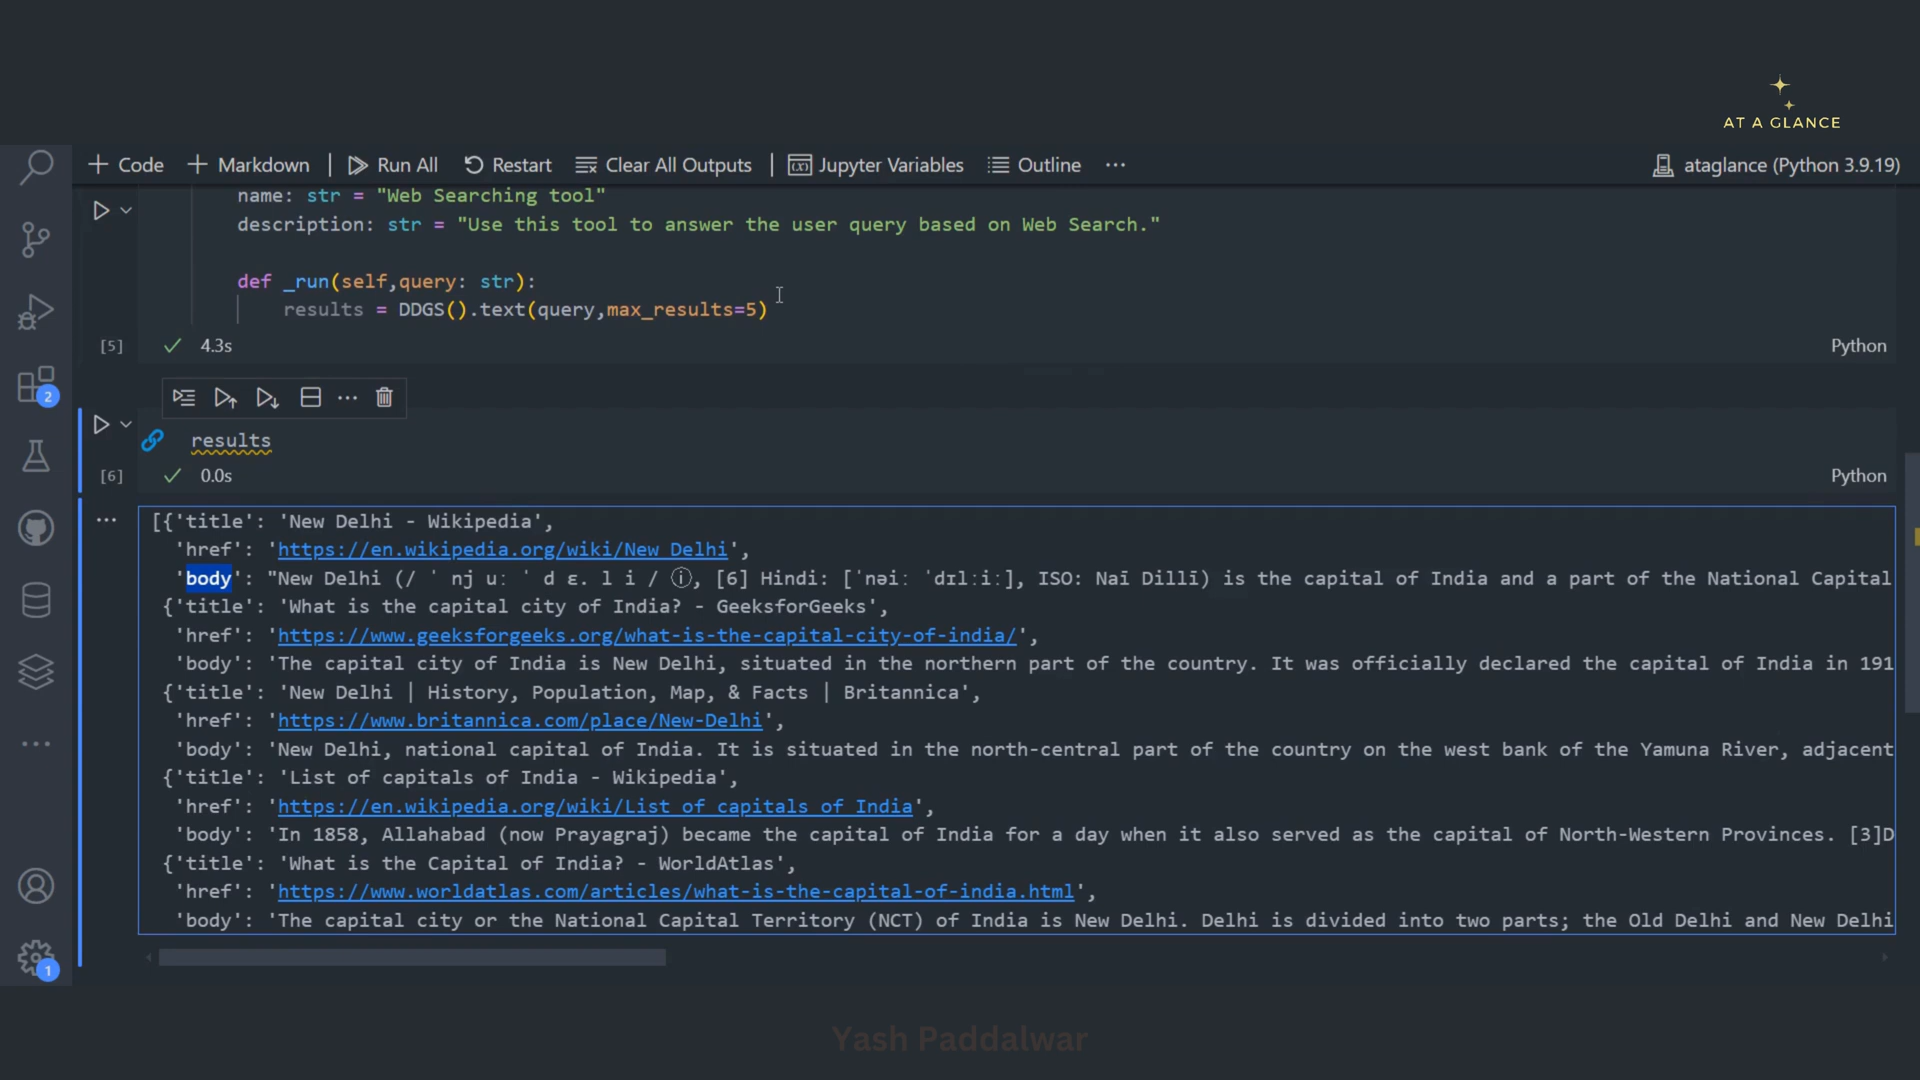 AT A GLANCE
+ Code + Markdown | Run All Restart Clear All Outputs | Jupyter Variables Outline ··· ataglance (Python 3.9.19)
name: str = "Web Searching tool"
description: str = "Use this tool to answer the user query based on Web Search."
def _run(self,query: str):
results = DDGS().text(query,max_results=5)
[5] 4.3s Python
2
results
[6] 0.0s Python
[{'title': 'New Delhi - Wikipedia',
'href': 'https://en.wikipedia.org/wiki/New_Delhi',
'body': "New Delhi (/ ˈ nj uː ˈ d ɛ. l i / ⓘ, [6] Hindi: [ˈnəiː ˈdɪlːiː], ISO: Naī Dillī) is the capital of India and a part of the National Capital
{'title': 'What is the capital city of India? - GeeksforGeeks',
'href': 'https://www.geeksforgeeks.org/what-is-the-capital-city-of-india/',
'body': 'The capital city of India is New Delhi, situated in the northern part of the country. It was officially declared the capital of India in 191
{'title': 'New Delhi | History, Population, Map, & Facts | Britannica',
'href': 'https://www.britannica.com/place/New-Delhi',
'body': 'New Delhi, national capital of India. It is situated in the north-central part of the country on the west bank of the Yamuna River, adjacent
{'title': 'List of capitals of India - Wikipedia',
'href': 'https://en.wikipedia.org/wiki/List_of_capitals_of_India',
'body': 'In 1858, Allahabad (now Prayagraj) became the capital of India for a day when it also served as the capital of North-Western Provinces. [3]D
{'title': 'What is the Capital of India? - WorldAtlas',
'href': 'https://www.worldatlas.com/articles/what-is-the-capital-of-india.html',
'body': 'The capital city or the National Capital Territory (NCT) of India is New Delhi. Delhi is divided into two parts; the Old Delhi and New Delhi
1
Yash Paddalwar